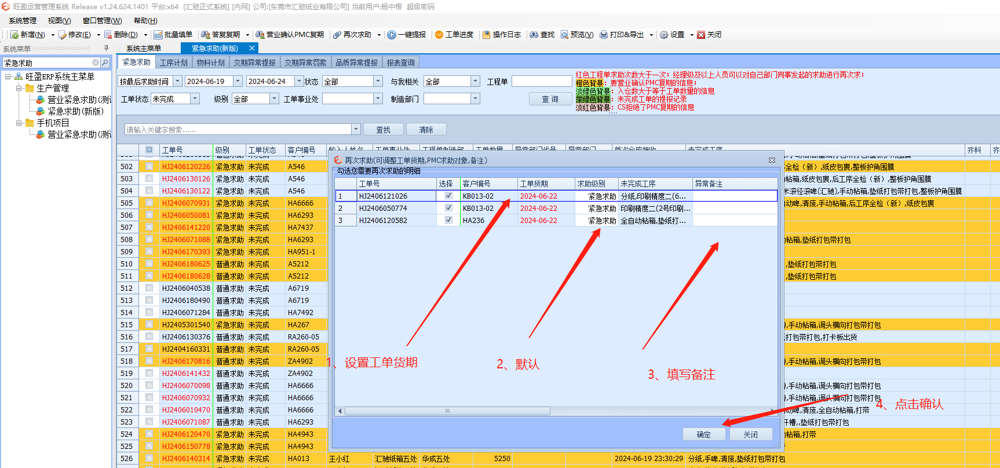 旺盈运营管理系统 Release v1.24.624.1401 平台:x64 [汇驰正式系统] [内网] 公司:[东莞市汇驰纸业有限公司] 当前用户:杨中根 超级密码
系统管理 视图(V) 窗口管理(W) 帮助(H)
新增(N) 修改(E) 删除(D) 批量填单 答复复期 营业确认PMC复期 再次求助 一键提报 工单进度 操作日志 查找 预览(V) 打印&导出 设置 关闭
系统菜单 系统主菜单 紧急求助(新版)
紧急求助
旺盈ERP系统主菜单
生产管理
营业紧急求助(测
紧急求助(新版)
手机项目
营业紧急求助(测
紧急求助 工序计划 物料计划 交期异常提报 交期异常罚款 品质异常提报 报表查询
按最后求助时间 2024-06-19 2024-06-24 状态 全部 与我相关 全部 工程单
工单状态 未完成 级别 全部 工单事业处 制造部门 查 询
红色工程单求助次数大于一次; 经理级及以上人员可以对自己部门同事发起的求助进行再次求;
橙色背景: 要营业确认PMC复期的信息;
淡绿色背景: 入仓数大于等于工单数量的信息
深绿色背景: 未完成工单的提报记录
淡红色背景: CS拒绝了PMC复期的信息
请输入关键字搜索...... 查找 清除
工单号 级别 工单状态 客户编号 齐料 齐
502 HJ2406120226 紧急求助 未完成 A546 全检（新）,纸皮包裹,整板护角围膜
503 HJ2406130126 紧急求助 未完成 A546 粘箱,纸皮包裹,后工序全检（新）,整板护角围膜
504 HJ2406130122 紧急求助 未完成 A546 米滚径滚啤(汇驰),手动粘箱,垫纸打包带打包,整板护角围膜
505 HJ2406070931 紧急求助 未完成 HA6666 自动啤,清废,手动粘箱,后工序全检（新）,纸皮包裹
506 HJ2406050081 紧急求助 未完成 HA6293
507 HJ2406141220 紧急求助 未完成 HA7437
508 HJ2406071088 紧急求助 未完成 HA6293 粘箱,垫纸打包带打包
509 HJ2406170393 紧急求助 未完成 HA951-1
510 HJ2406180625 普通求助 未完成 A5212 ,垫纸打包带打包
511 HJ2406180628 普通求助 未完成 A5212 ,垫纸打包带打包
512 HJ2406040538 普通求助 未完成 A6719
513 HJ2406180490 普通求助 未完成 A6719
514 HJ2406071284 普通求助 未完成 HA7492
515 HJ2405301540 紧急求助 未完成 HA267 ,手动粘箱,调头横向打包带打包
516 HJ2406130376 普通求助 未完成 RA260-05 打包带打包,打卡板出货
517 HJ2404160331 紧急求助 未完成 RA260-05
518 HJ2406170816 普通求助 未完成 ZA4902 ,手动粘箱,调头横向打包带打包
519 HJ2406141432 普通求助 未完成 ZA4902
520 HJ2406070098 紧急求助 未完成 HA6666 ,手动粘箱,调头横向打包带打包
521 HJ2406070932 普通求助 未完成 HA6666 ,手动粘箱,调头横向打包带打包
522 HJ2406010470 紧急求助 未完成 HA6666 自动啤,清废,全自动粘箱,打带
523 HJ2406071087 紧急求助 未完成 HA6293 开槽,,垫纸打包带打包
524 HJ2406120470 紧急求助 未完成 HA4943 粘箱,打带
525 HJ2406150778 紧急求助 未完成 HA4943
526 HJ2406140314 紧急求助 未完成 HA013 王小红 汇驰纸箱五处 华成五处 5250 2024-06-19 23:30:29 分纸,手啤,清废,垫纸打包带打包
再次求助(可调整工单货期,PMC求助对象,备注)
勾选您需要再次求助的明细
工单号 选择 客户编号 工单货期 求助级别 未完成工序 异常备注
1 HJ2406121026 KB013-02 2024-06-22 紧急求助 分纸,印刷精度二(6...
2 HJ2406050774 KB013-02 2024-06-22 紧急求助 印刷精度二(2号印刷...
3 HJ2406120582 HA236 2024-06-22 紧急求助 全自动粘箱,垫纸打...
1、设置工单货期
2、默认
3、填写备注
4、点击确认
确定 关闭